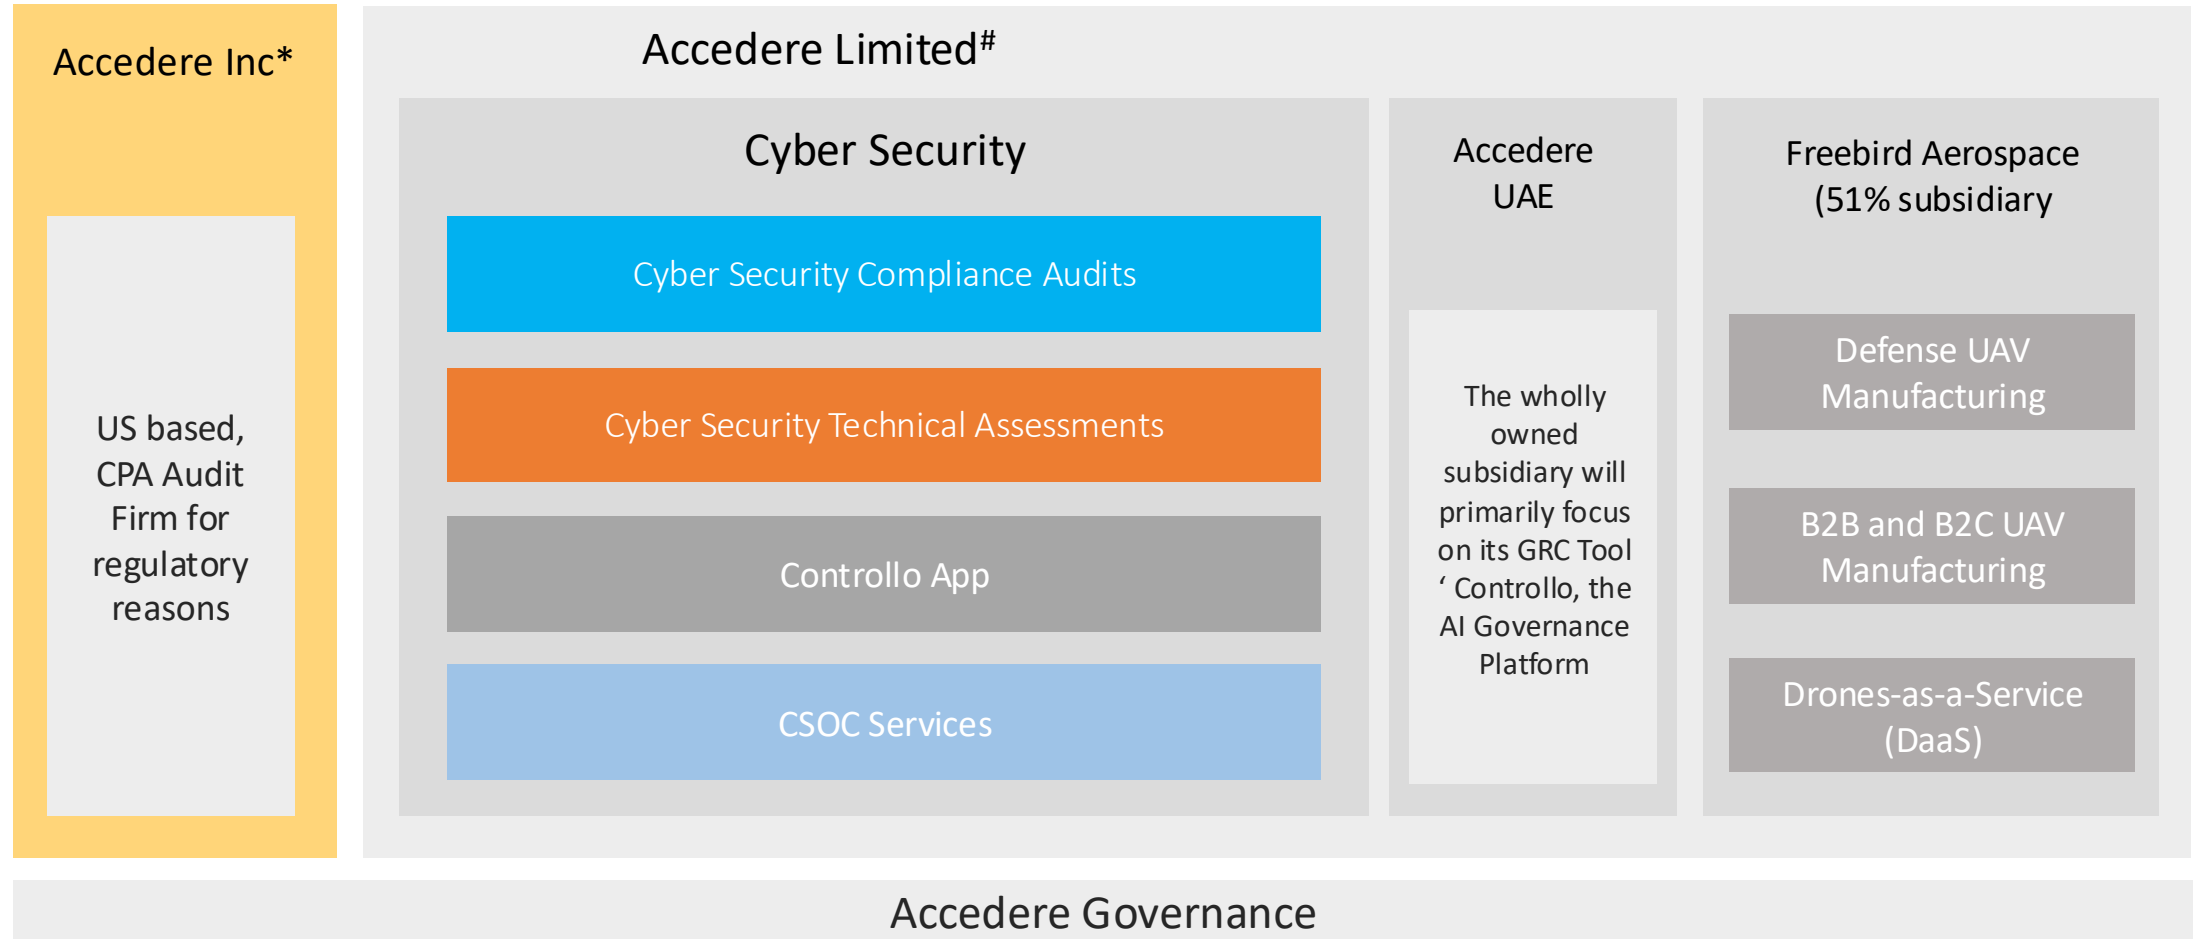 Accedere Inc*
US based,
CPA Audit
Firm for
regulatory
reasons
Accedere Limited#
Cyber Security
Cyber Security Compliance Audits
Cyber Security Technical Assessments
Controllo App
CSOC Services
Accedere
UAE
The wholly
owned
subsidiary will
primarily focus
on its GRC Tool
‘ Controllo, the
AI Governance
Platform
Freebird Aerospace
(51% subsidiary
Defense UAV
Manufacturing
B2B and B2C UAV
Manufacturing
Drones-as-a-Service
(DaaS)
Accedere Governance